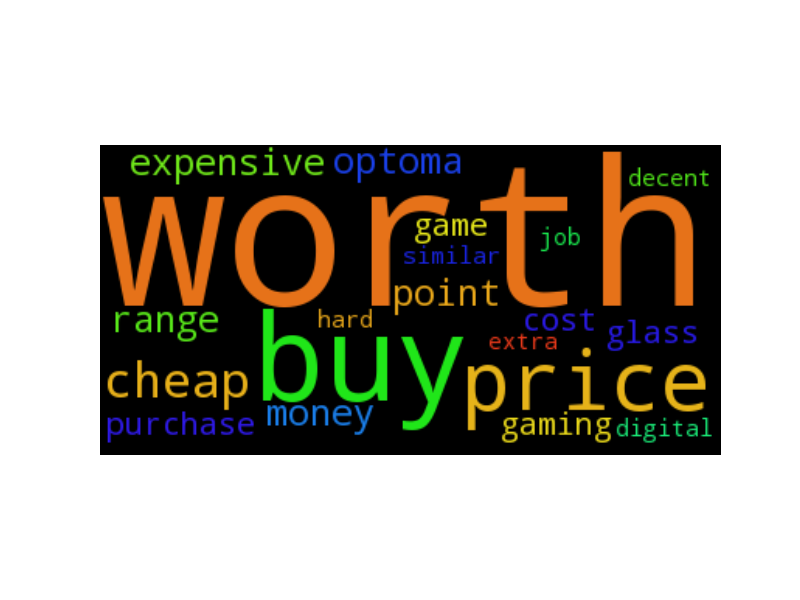 expensive optoma
decent
worth
game
job
similar
point
range
hard
cost
glass
buy
extra
cheap
price
money
purchase
gaming
digital